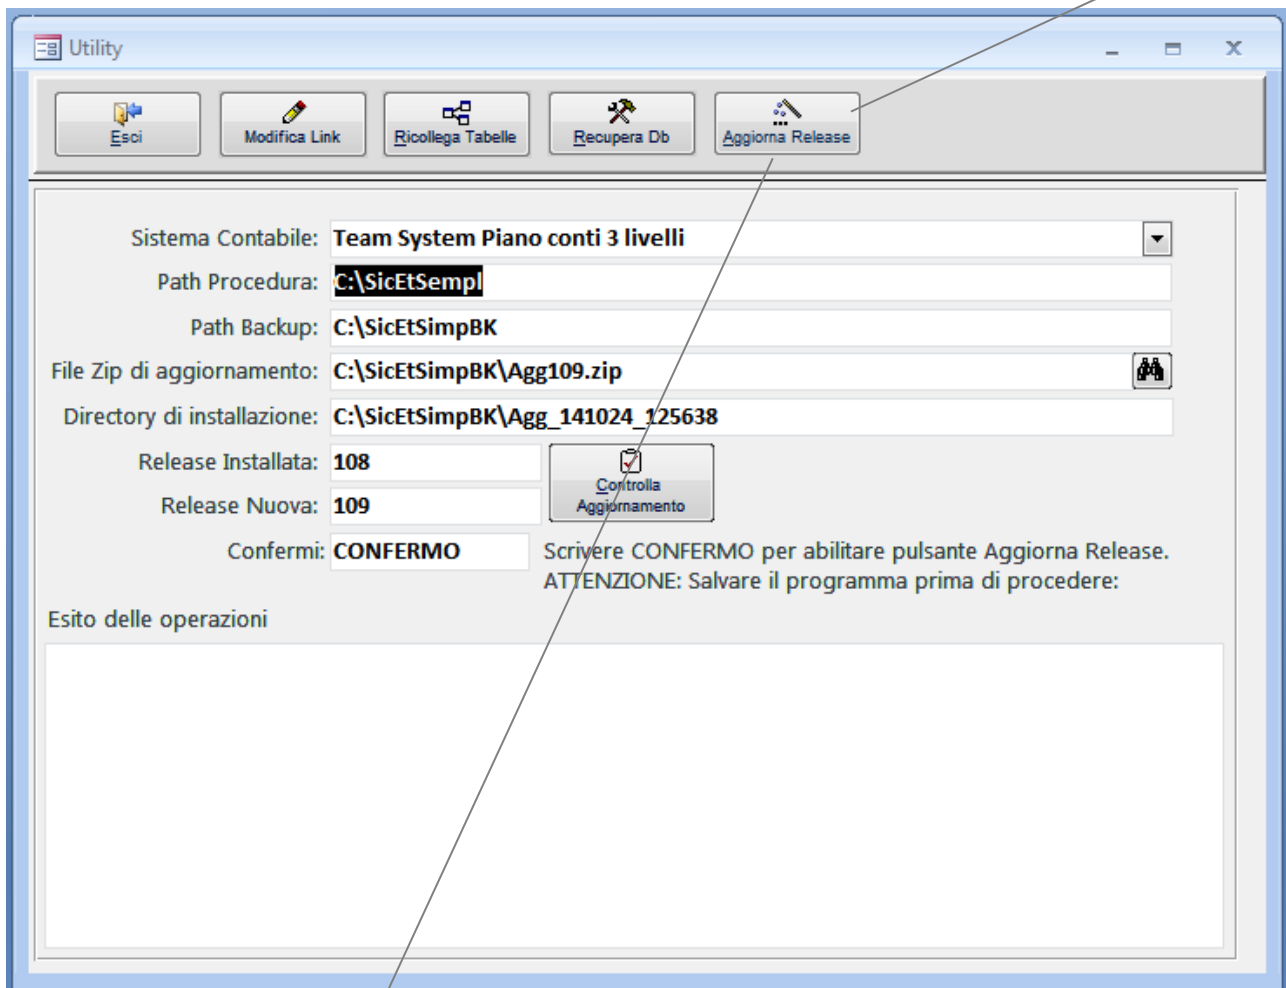 Utility
Esci
Modifica Link
Ricollega Tabelle
Recupera Db
Aggiorna Release
Sistema Contabile: Team System Piano conti 3 livelli
Path Procedura: C:\SicEtSempl
Path Backup: C:\SicEtSimpBK
File Zip di aggiornamento: C:\SicEtSimpBK\Agg109.zip
Directory di installazione: C:\SicEtSimpBK\Agg_141024_125638
Release Installata: 108
Controlla
Aggiornamento
Release Nuova: 109
Confermi: CONFERMO
Scrivere CONFERMO per abilitare pulsante Aggiorna Release.
ATTENZIONE: Salvare il programma prima di procedere:
Esito delle operazioni